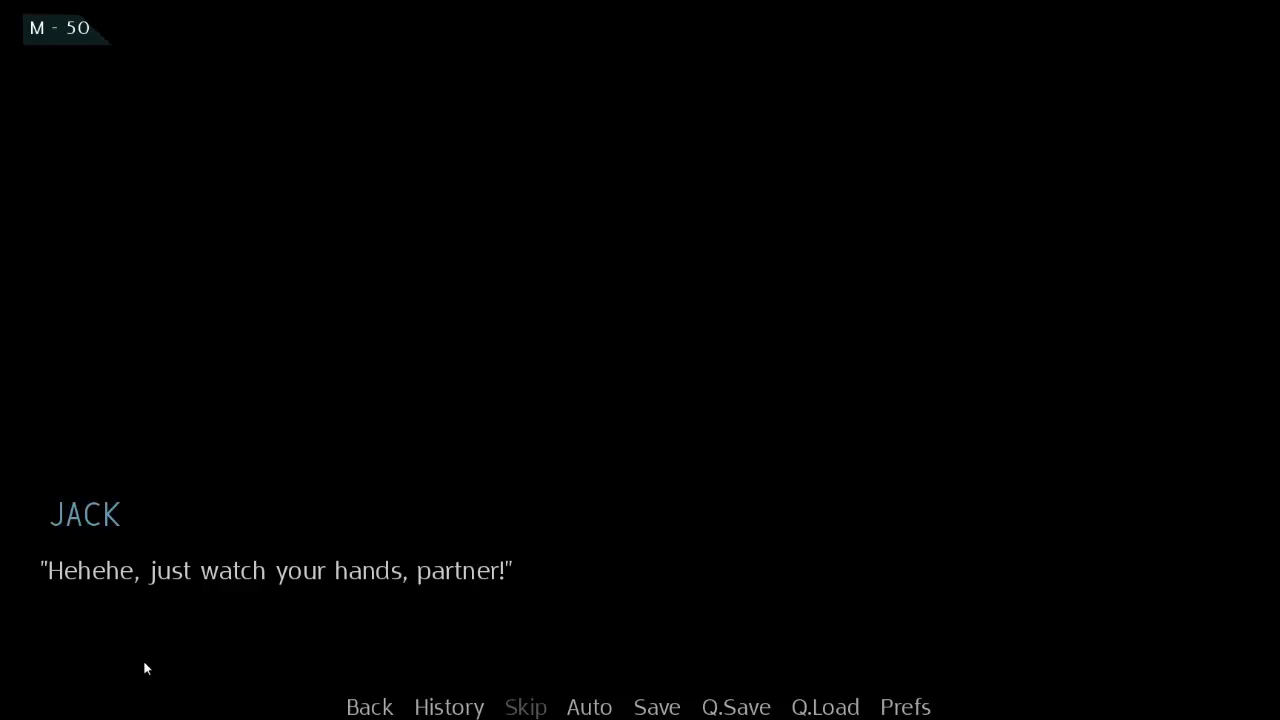 M - 50
JACK
"Hehehe, just watch your hands, partner!"
Back History Skip Auto Save Q.Save Q.Load Prefs